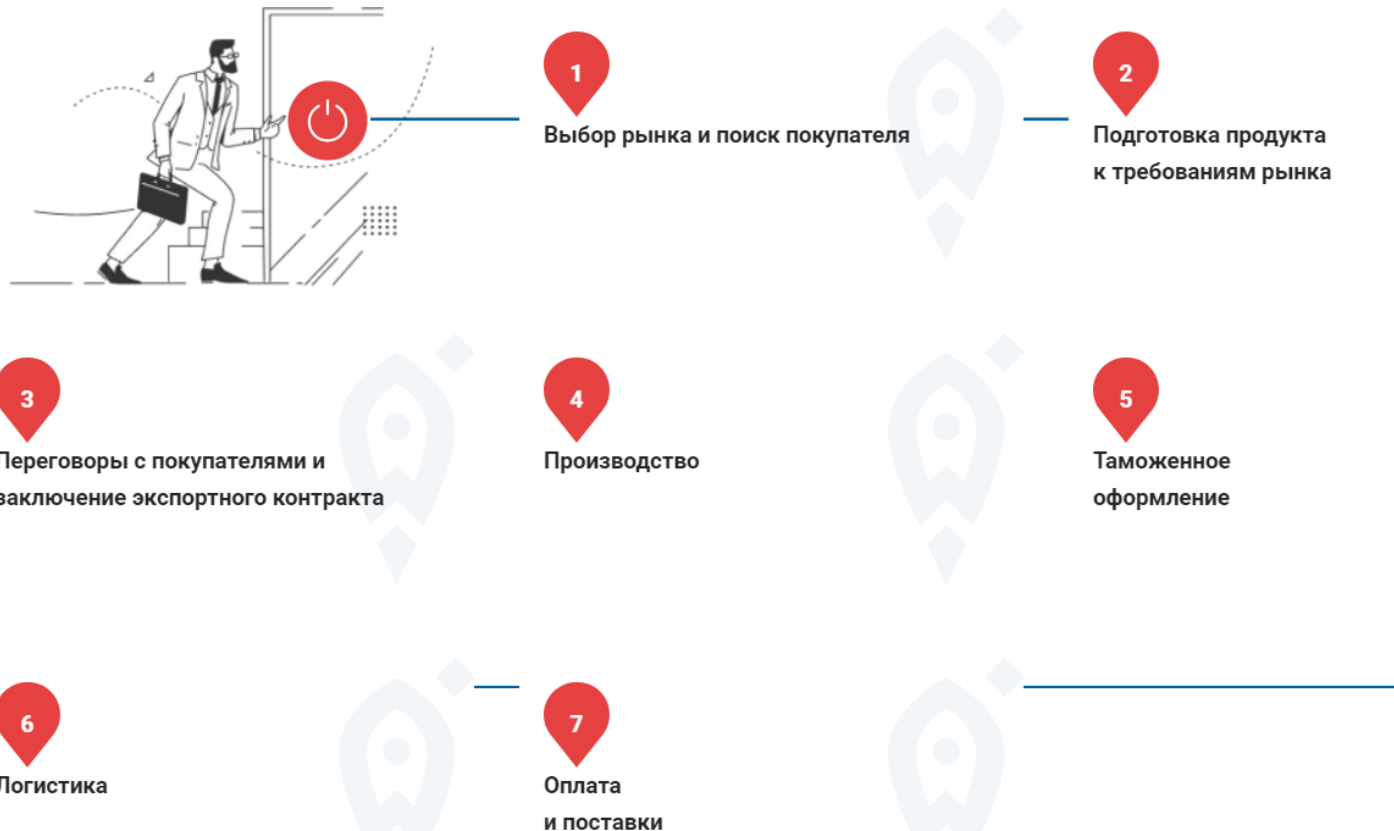 1
Выбор рынка и поиск покупателя
2
Подготовка продукта
к требованиям рынка
3
Переговоры с покупателями и
заключение экспортного контракта
4
Производство
5
Таможенное
оформление
6
Логистика
7
Оплата
и поставки